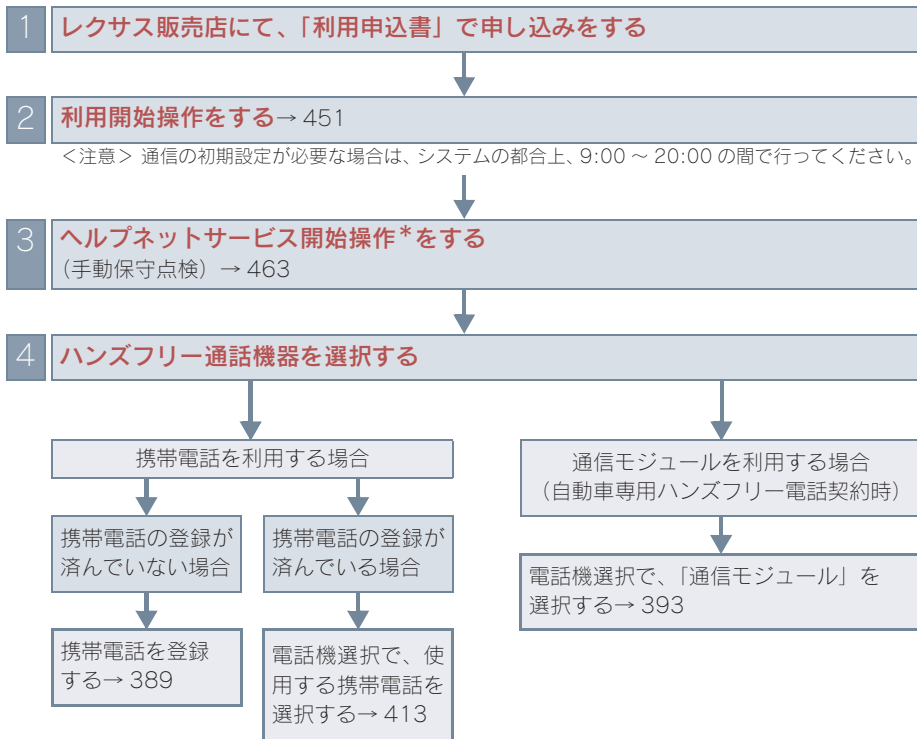 1 レクサス販売店にて、「利用申込書」で申し込みをする
2 利用開始操作をする→ 451
＜注意＞ 通信の初期設定が必要な場合は、システムの都合上、9:00 ～ 20:00 の間で行ってください。
3 ヘルプネットサービス開始操作＊をする
（手動保守点検）→ 463
4 ハンズフリー通話機器を選択する
携帯電話を利用する場合
携帯電話の登録が
済んでいない場合
携帯電話を登録
する→ 389
携帯電話の登録が
済んでいる場合
電話機選択で、使
用する携帯電話を
選択する→ 413
通信モジュールを利用する場合
（自動車専用ハンズフリー電話契約時）
電話機選択で、「通信モジュール」を
選択する→ 393